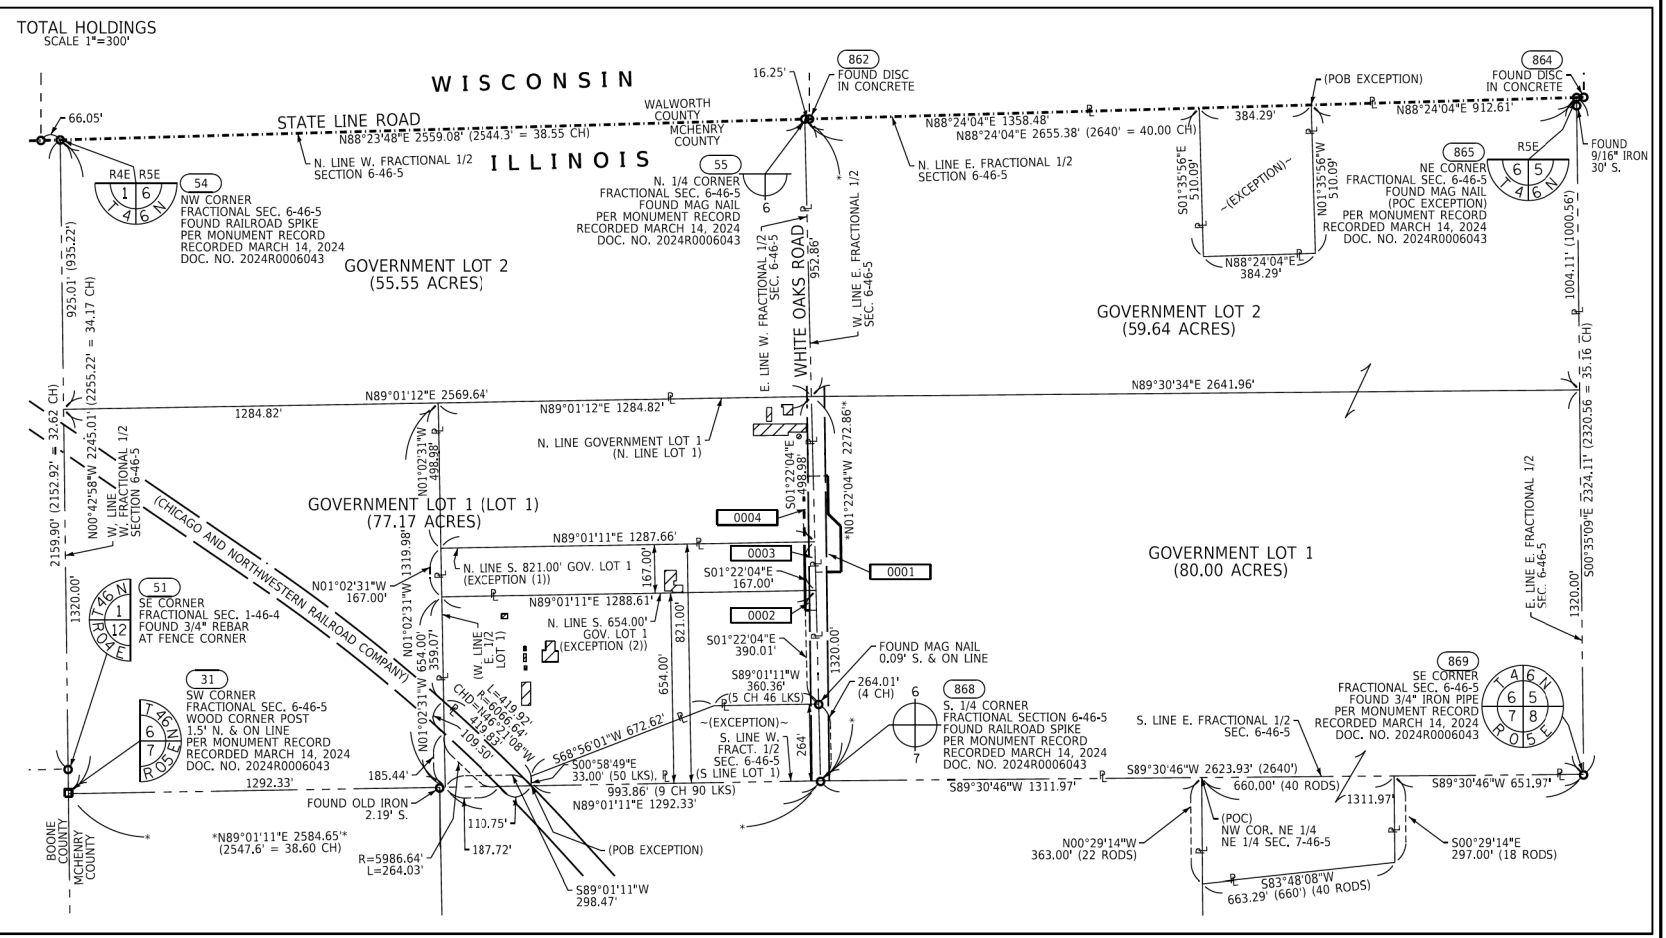 TOTAL HOLDINGS
SCALE 1"=300'
66.05'
STATE LINE ROAD
N88°23'48"E 2559.08' (2544.3' = 38.55 CH)
N. LINE W. FRACTIONAL 1/2
SECTION 6-46-5
WISCONSIN
ILLINOIS
WALWORTH
COUNTY
MCHENRY
COUNTY
16.25'
862
FOUND DISC
IN CONCRETE
N88°24'04"E 1358.48'
N88°24'04"E 2655.38' (2640' = 40.00 CH)
N. LINE E. FRACTIONAL 1/2
SECTION 6-46-5
384.29'
(POB EXCEPTION)
N88°24'04"E 912.61'
864
FOUND DISC
IN CONCRETE
FOUND
9/16" IRON
30' S.
R4E R5E
1 6
T 4 6 N
54
NW CORNER
FRACTIONAL SEC. 6-46-5
FOUND RAILROAD SPIKE
PER MONUMENT RECORD
RECORDED MARCH 14, 2024
DOC. NO. 2024R0006043
55
N. 1/4 CORNER
FRACTIONAL SEC. 6-46-5
FOUND MAG NAIL
PER MONUMENT RECORD
RECORDED MARCH 14, 2024
DOC. NO. 2024R0006043
6
*
S01°35'56"E
510.09'
~(EXCEPTION)~
N01°35'56"W
510.09'
N88°24'04"E
384.29'
865
NE CORNER
FRACTIONAL SEC. 6-46-5
FOUND MAG NAIL
(POC EXCEPTION)
PER MONUMENT RECORD
RECORDED MARCH 14, 2024
DOC. NO. 2024R0006043
R5E
6 5
T 4 6 N
925.01' (935.22')
N00°42'58"W 2245.01' (2255.22' = 34.17 CH)
GOVERNMENT LOT 2
(55.55 ACRES)
E. LINE W. FRACTIONAL 1/2
SEC. 6-46-5
WHITE OAKS ROAD
952.86'
W. LINE E. FRACTIONAL 1/2
SEC. 6-46-5
GOVERNMENT LOT 2
(59.64 ACRES)
1004.11' (1000.56')
S00°35'09"E 2324.11' (2320.56 = 35.16 CH)
N89°01'12"E 2569.64'
1284.82'
N89°01'12"E 1284.82'
N89°30'34"E 2641.96'
N. LINE GOVERNMENT LOT 1
(N. LINE LOT 1)
2159.90' (2152.92' = 32.62 CH)
W. LINE
W. FRACTIONAL 1/2
SECTION 6-46-5
N01°02'31"W
498.98'
S01°22'04"E
498.98'
*N01°22'04"W 2272.86'*
(CHICAGO AND NORTHWESTERN RAILROAD COMPANY)
GOVERNMENT LOT 1 (LOT 1)
(77.17 ACRES)
0004
0003
0002
0001
N89°01'11"E 1287.66'
N. LINE S. 821.00' GOV. LOT 1
(EXCEPTION (1))
167.00'
S01°22'04"E
167.00'
N01°02'31"W
167.00'
N01°02'31"W 1319.98'
N89°01'11"E 1288.61'
N. LINE S. 654.00'
GOV. LOT 1
(EXCEPTION (2))
821.00'
654.00'
GOVERNMENT LOT 1
(80.00 ACRES)
E. LINE E. FRACTIONAL 1/2
SEC. 6-46-5
1320.00'
1320.00'
T46N
1
12
R04E
51
SE CORNER
FRACTIONAL SEC. 1-46-4
FOUND 3/4" REBAR
AT FENCE CORNER
N01°02'31"W 654.00'
359.07'
(W. LINE
E. 1/2
LOT 1)
S01°22'04"E
390.01'
1320.00'
FOUND MAG NAIL
0.09' S. & ON LINE
264.01'
(4 CH)
L=419.92'
R=6066.64'
CHD=N46°21'08"W
419.83'
109.50'
S89°01'11"W
360.36'
(5 CH 46 LKS)
S68°56'01"W 672.62'
~(EXCEPTION)~
S. LINE W.
FRACT. 1/2
SEC. 6-46-5
(S LINE LOT 1)
264'
S00°58'49"E
33.00' (50 LKS)
993.86' (9 CH 90 LKS)
N89°01'11"E 1292.33'
31
SW CORNER
FRACTIONAL SEC. 6-46-5
WOOD CORNER POST
1.5' N. & ON LINE
PER MONUMENT RECORD
RECORDED MARCH 14, 2024
DOC. NO. 2024R0006043
T 46N
6
7
R 05E
6
7
868
S. 1/4 CORNER
FRACTIONAL SECTION 6-46-5
FOUND RAILROAD SPIKE
PER MONUMENT RECORD
RECORDED MARCH 14, 2024
DOC. NO. 2024R0006043
*
869
SE CORNER
FRACTIONAL SEC. 6-46-5
FOUND 3/4" IRON PIPE
PER MONUMENT RECORD
RECORDED MARCH 14, 2024
DOC. NO. 2024R0006043
T 4 6 N
6 5
7 8
R 0 5 E
S. LINE E. FRACTIONAL 1/2
SEC. 6-46-5
S89°30'46"W 2623.93' (2640')
S89°30'46"W 1311.97'
660.00' (40 RODS)
1311.97'
S89°30'46"W 651.97'
1292.33'
185.44'
FOUND OLD IRON
2.19' S.
BOONE
COUNTY
MCHENRY
COUNTY
*
*N89°01'11"E 2584.65'*
(2547.6' = 38.60 CH)
R=5986.64'
L=264.03'
110.75'
187.72'
(POB EXCEPTION)
S89°01'11"W
298.47'
*
N00°29'14"W
363.00' (22 RODS)
(POC)
NW COR. NE 1/4
NE 1/4 SEC. 7-46-5
S83°48'08"W
663.29' (660') (40 RODS)
S00°29'14"E
297.00' (18 RODS)